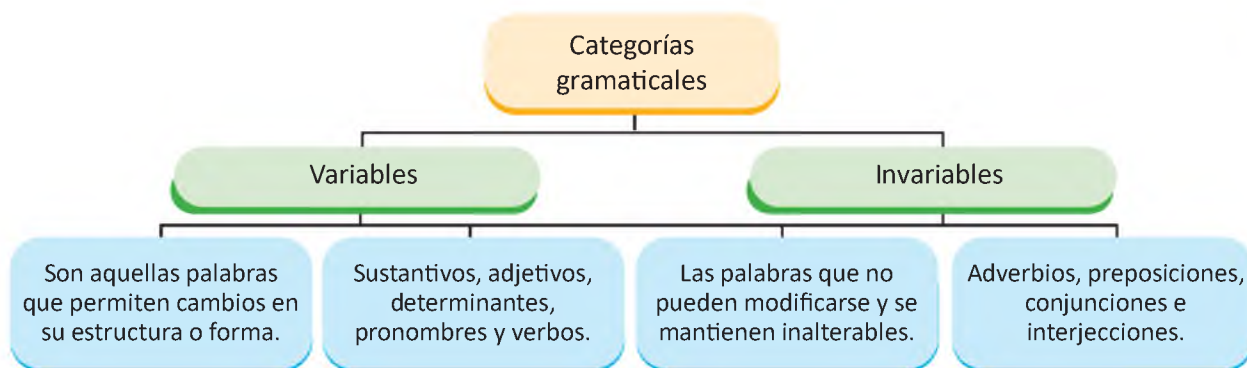 Categorías
gramaticales
Variables
Invariables
Son aquellas palabras
que permiten cambios en
su estructura o forma.
Sustantivos, adjetivos,
determinantes,
pronombres y verbos.
Las palabras que no
pueden modificarse y se
mantienen inalterables.
Adverbios, preposiciones,
conjunciones e
interjecciones.